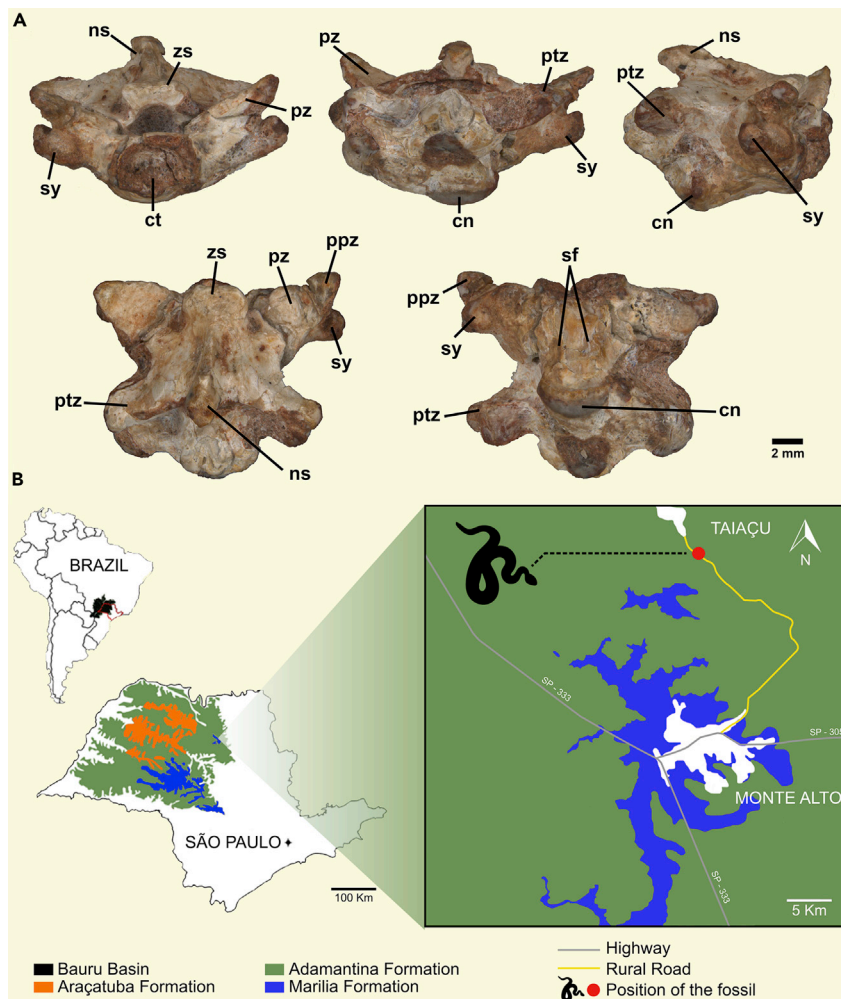 A
ns
zs
pz
sy
ct
pz
ptz
sy
cn
ns
ptz
cn
sy
zs
pz
ppz
sy
ptz
ns
sf
ppz
sy
ptz
cn
2 mm
B
BRAZIL
SÃO PAULO
100 Km
TAIAÇU
N
SP - 333
SP - 305
MONTE ALTO
SP - 333
5 Km
Bauru Basin
Araçatuba Formation
Adamantina Formation
Marilia Formation
Highway
Rural Road
Position of the fossil